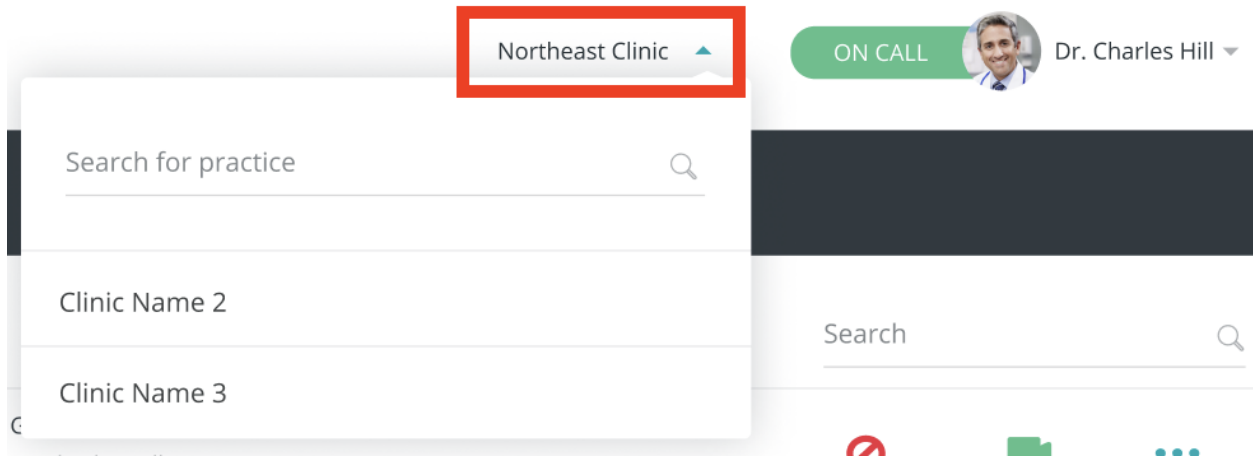 Northeast Clinic
ON CALL
Dr. Charles Hill
Search for practice
Clinic Name 2
Search
Clinic Name 3